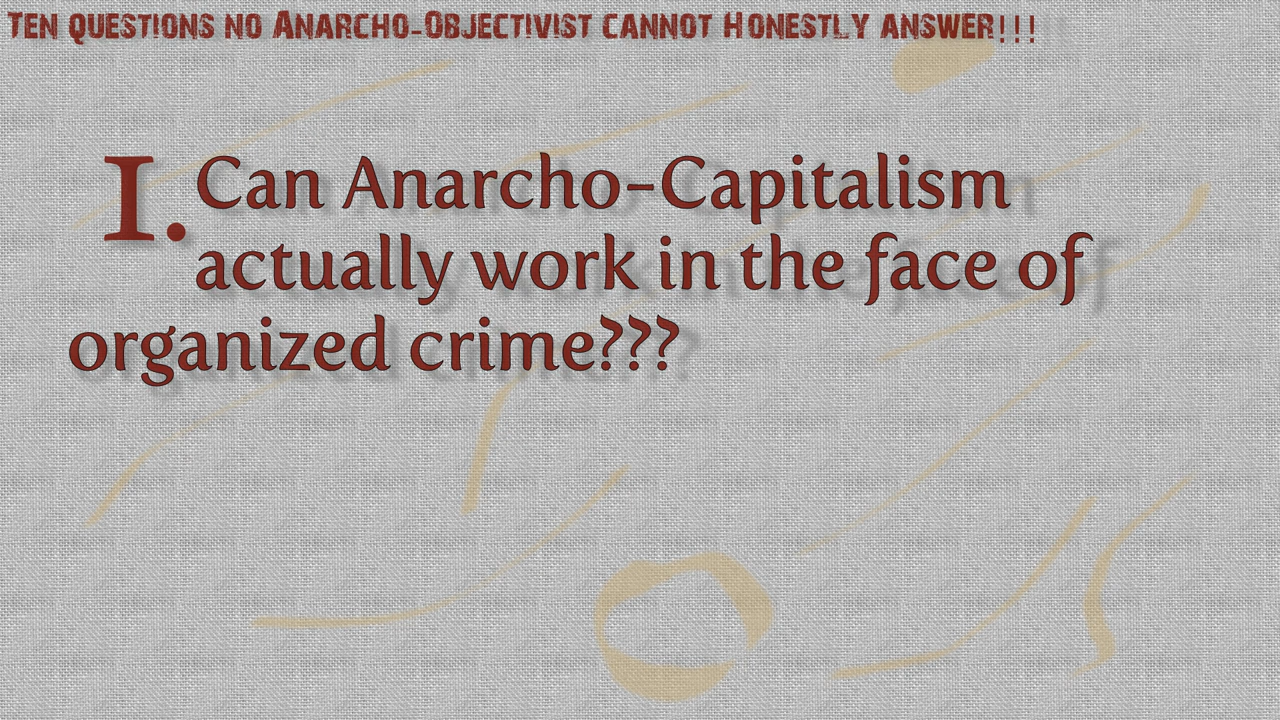 Ten questions no Anarcho-Objectivist cannot Honestly answer!!!
I. Can Anarcho-Capitalism
actually work in the face of
organized crime???